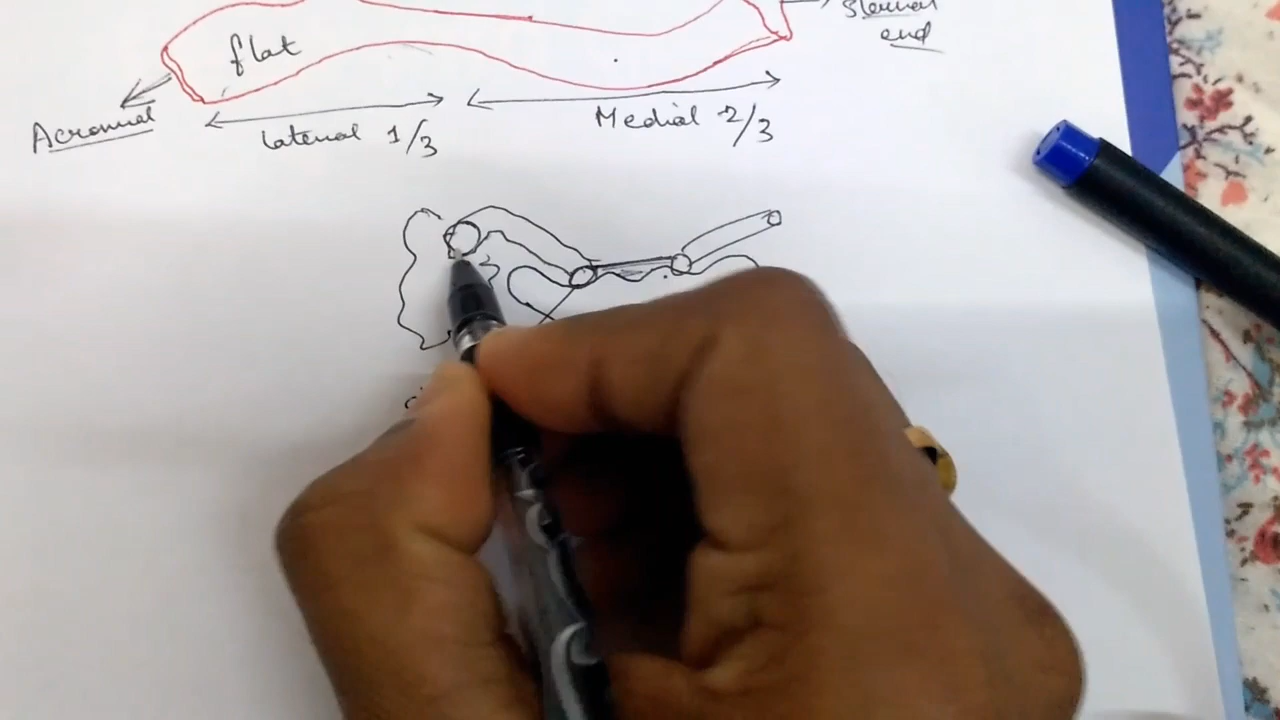 flat
Sternal
end
Acromial
lateral 1/3
Medial 2/3